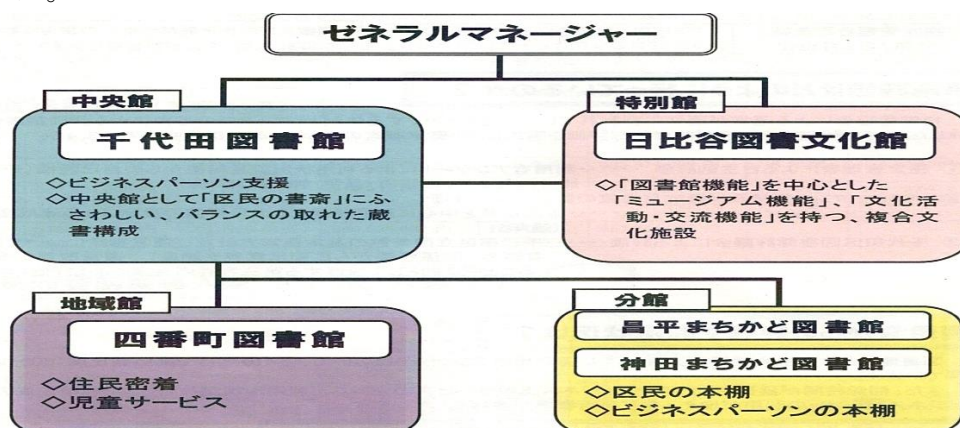 ゼネラルマネージャー
中央館
千代田図書館
◇ビジネスパーソン支援
◇中央館として「区民の書斎」にふ
さわしい、バランスの取れた蔵
書構成
特別館
日比谷図書文化館
◇「図書館機能」を中心とした
「ミュージアム機能」、「文化活
動・交流機能」を持つ、複合文
化施設
地域館
四番町図書館
◇住民密着
◇児童サービス
分館
昌平まちかど図書館
神田まちかど図書館
◇区民の本棚
◇ビジネスパーソンの本棚